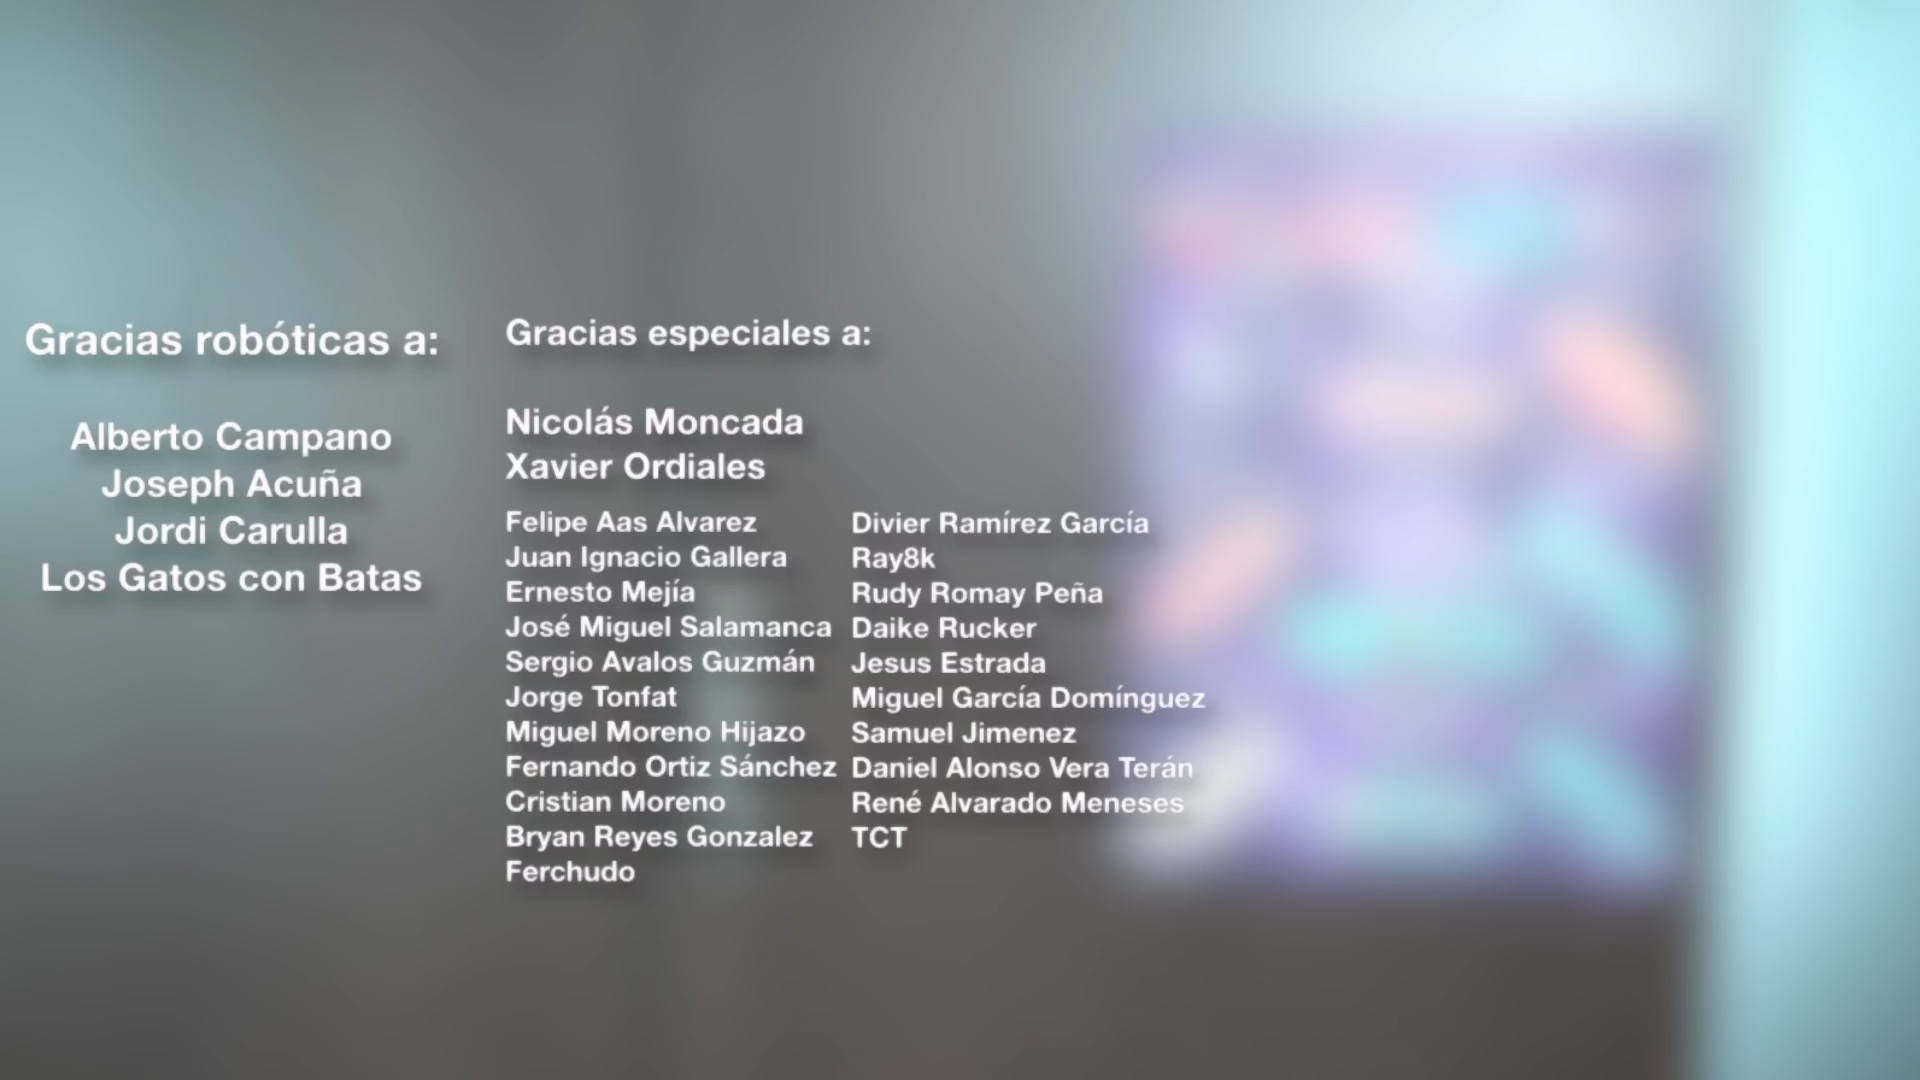 Gracias robóticas a:
Alberto Campano
Joseph Acuña
Jordi Carulla
Los Gatos con Batas
Gracias especiales a:
Nicolás Moncada
Xavier Ordiales
Felipe Aas Alvarez
Juan Ignacio Gallera
Ernesto Mejía
José Miguel Salamanca
Sergio Avalos Guzmán
Jorge Tonfat
Miguel Moreno Hijazo
Fernando Ortiz Sánchez
Cristian Moreno
Bryan Reyes Gonzalez
Ferchudo
Divier Ramírez García
Ray8k
Rudy Romay Peña
Daike Rucker
Jesus Estrada
Miguel García Domínguez
Samuel Jimenez
Daniel Alonso Vera Terán
René Alvarado Meneses
TCT